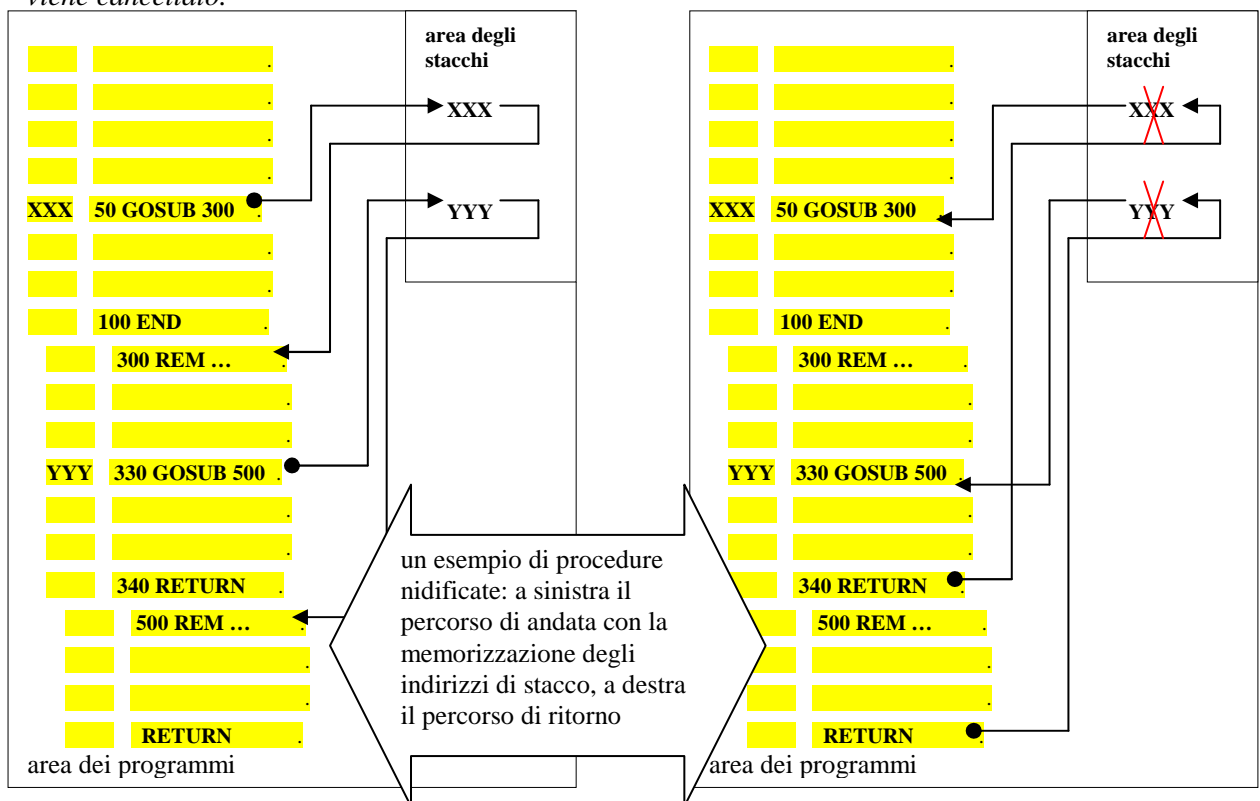 viene cancellato.
area degli
stacchi
XXX
XXX 50 GOSUB 300 .
YYY
100 END .
300 REM … .
YYY 330 GOSUB 500 .
340 RETURN .
500 REM … .
RETURN .
area dei programmi
un esempio di procedure
nidificate: a sinistra il
percorso di andata con la
memorizzazione degli
indirizzi di stacco, a destra
il percorso di ritorno
area degli
stacchi
XXX
XXX 50 GOSUB 300 .
YYY
100 END .
300 REM … .
YYY 330 GOSUB 500 .
340 RETURN .
500 REM … .
RETURN .
area dei programmi